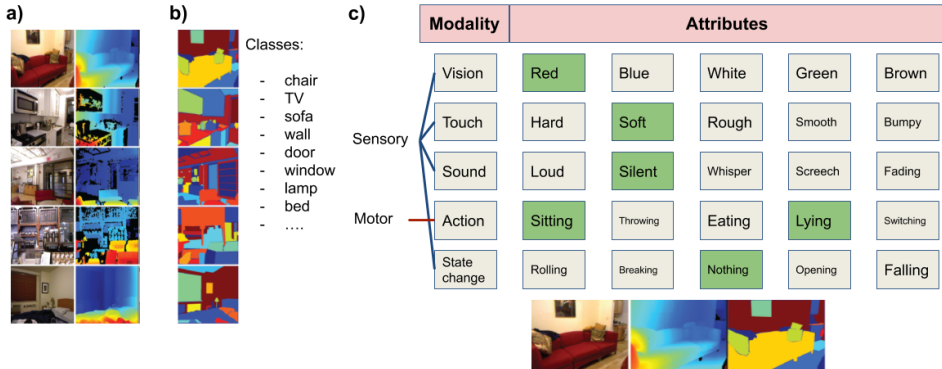 a)
b)
c)
Classes:
- chair
- TV
- sofa
- wall
- door
- window
- lamp
- bed
- ....
Modality Attributes
Sensory
Motor
Vision Red Blue White Green Brown
Touch Hard Soft Rough Smooth Bumpy
Sound Loud Silent Whisper Screech Fading
Action Sitting Throwing Eating Lying Switching
State
change Rolling Breaking Nothing Opening Falling